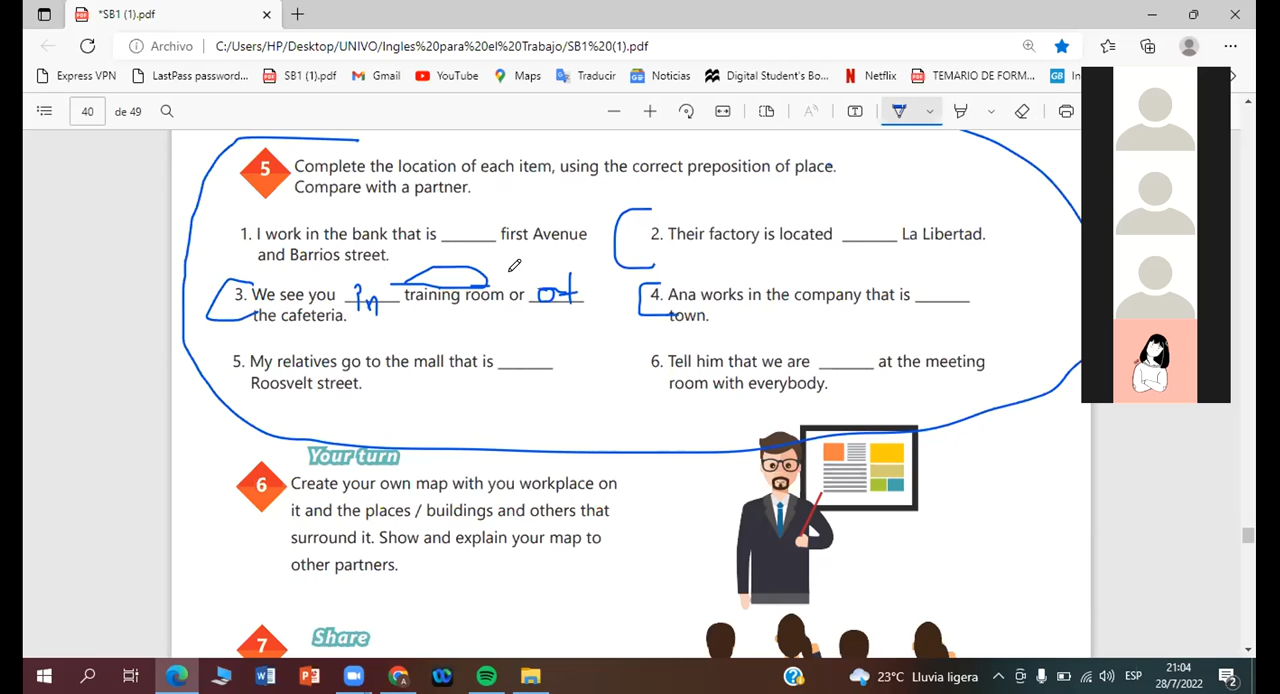 *SB1 (1).pdf
Archivo C:/Users/HP/Desktop/UNIVO/Ingles%20para%20el%20Trabajo/SB1%20(1).pdf
Express VPN LastPass password... SB1 (1).pdf Gmail YouTube Maps Traducir Noticias Digital Student's Bo... Netflix TEMARIO DE FORM... GB In
40 de 49
5 Complete the location of each item, using the correct preposition of place.
Compare with a partner.
1. I work in the bank that is ______ first Avenue
and Barrios street.
2. Their factory is located ______ La Libertad.
3. We see you in training room or at
the cafeteria.
4. Ana works in the company that is ______
town.
5. My relatives go to the mall that is ______
Roosvelt street.
6. Tell him that we are ______ at the meeting
room with everybody.
Your turn
6 Create your own map with you workplace on
it and the places / buildings and others that
surround it. Show and explain your map to
other partners.
7 Share
23°C Lluvia ligera ESP 21:04
28/7/2022 2